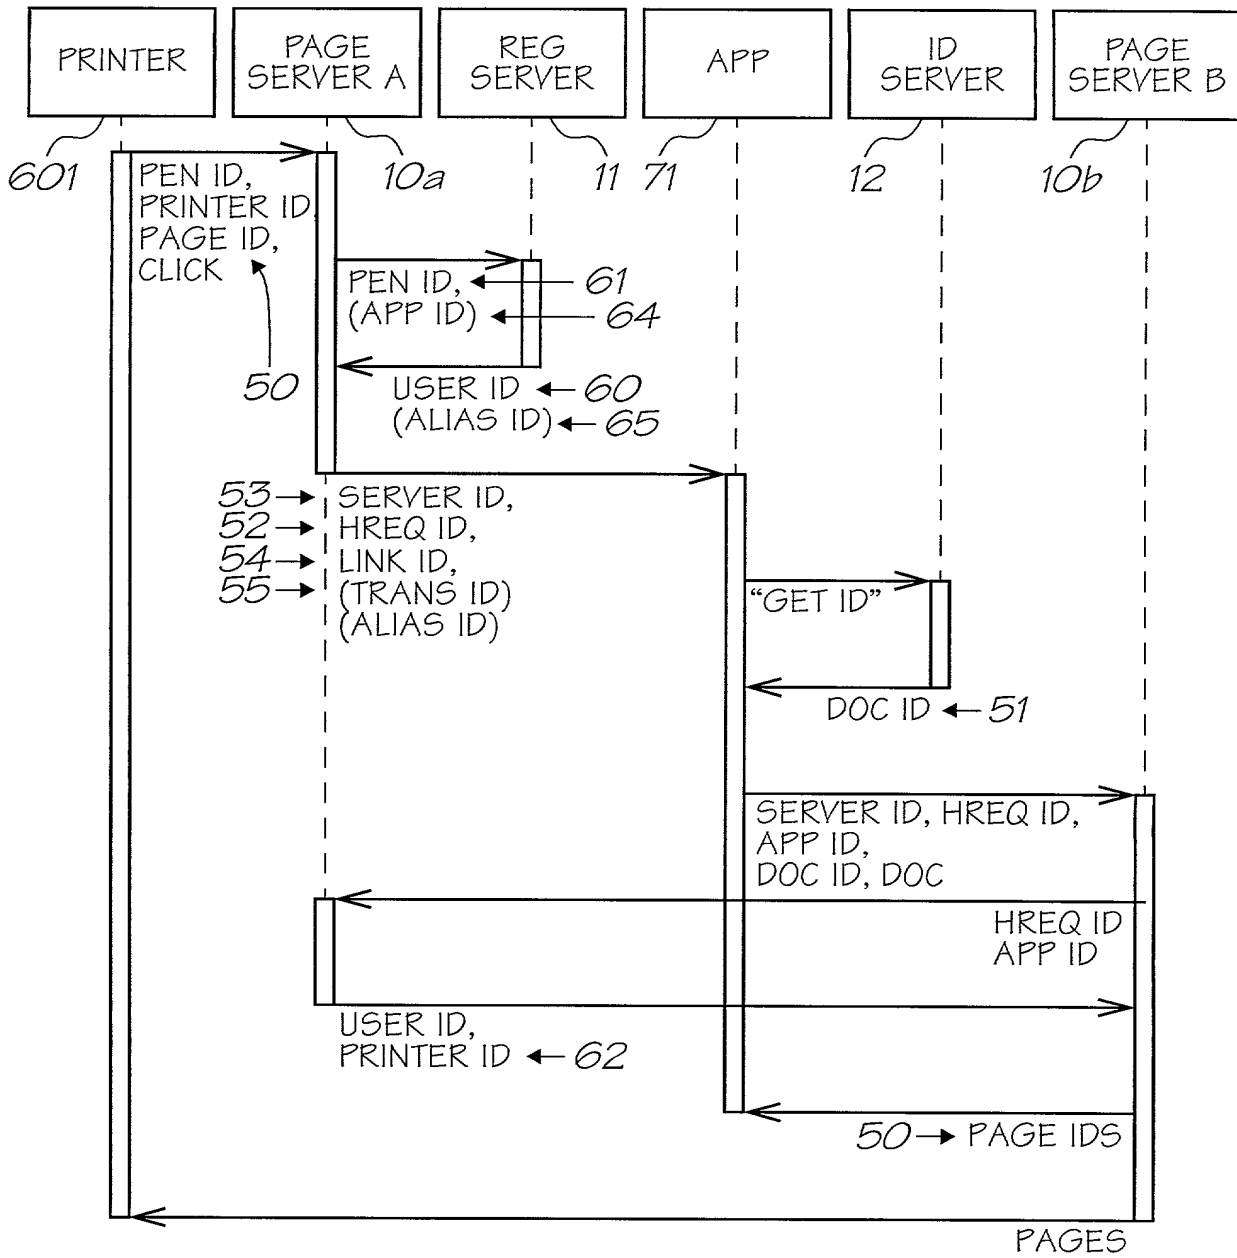 PRINTER
PAGE
SERVER A
REG
SERVER
APP
ID
SERVER
PAGE
SERVER B
601
10a
11
71
12
10b
PEN ID,
PRINTER ID
PAGE ID,
CLICK
50
PEN ID,
61
(APP ID)
64
USER ID
60
(ALIAS ID)
65
53
SERVER ID,
52
HREQ ID,
54
LINK ID,
55
(TRANS ID)
(ALIAS ID)
“GET ID”
DOC ID
51
SERVER ID, HREQ ID,
APP ID,
DOC ID, DOC
HREQ ID
APP ID
USER ID,
PRINTER ID
62
50
PAGE IDS
PAGES